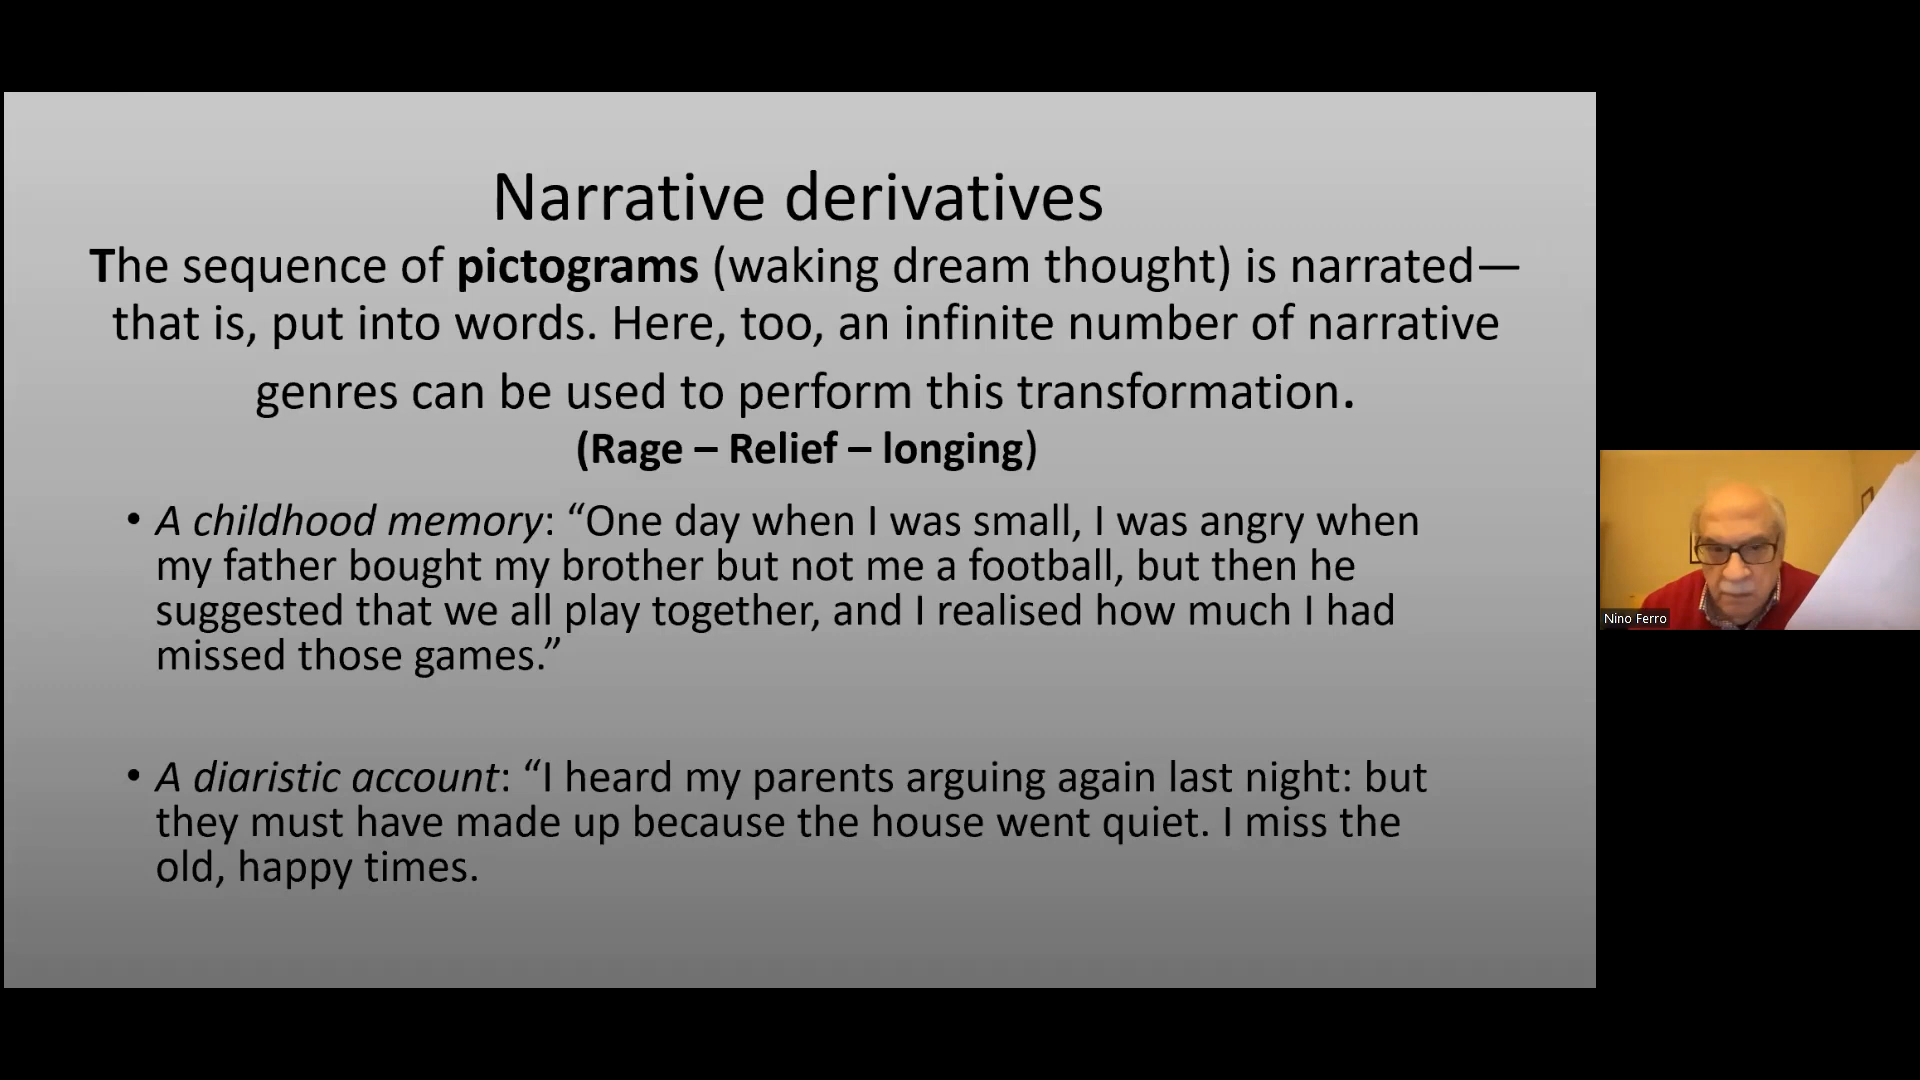 Narrative derivatives
The sequence of pictograms (waking dream thought) is narrated—
that is, put into words. Here, too, an infinite number of narrative
genres can be used to perform this transformation.
(Rage – Relief – longing)
• A childhood memory: “One day when I was small, I was angry when
my father bought my brother but not me a football, but then he
suggested that we all play together, and I realised how much I had
missed those games.”
• A diaristic account: “I heard my parents arguing again last night: but
they must have made up because the house went quiet. I miss the
old, happy times.
Nino Ferro